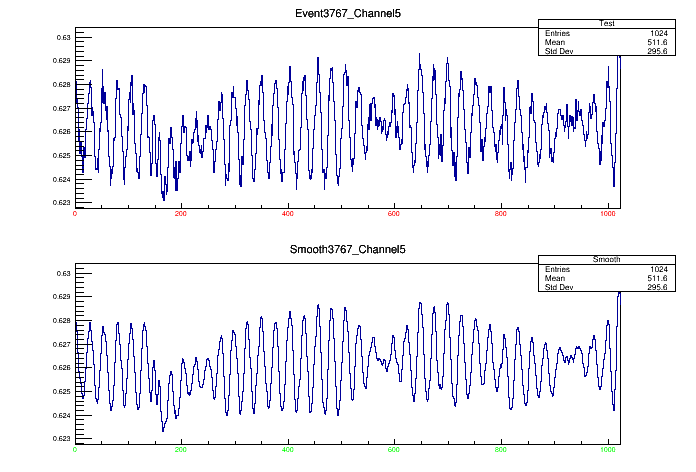 Event3767_Channel5
Test
Entries 1024
Mean 511.6
Std Dev 295.6
0.63
0.629
0.628
0.627
0.626
0.625
0.624
0.623
0 200 400 600 800 1000
Smooth3767_Channel5
Smooth
Entries 1024
Mean 511.6
Std Dev 295.6
0.63
0.629
0.628
0.627
0.626
0.625
0.624
0.623
0 200 400 600 800 1000